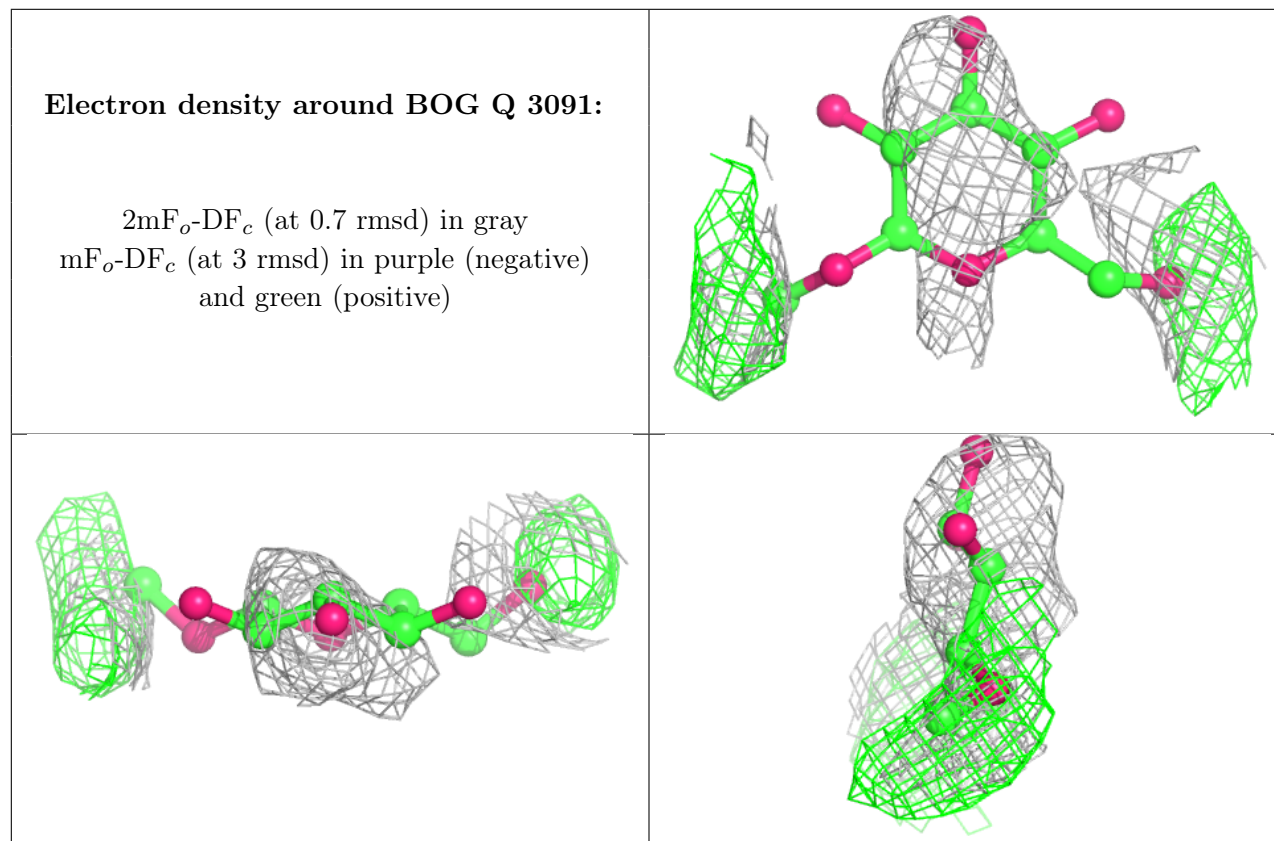 Electron density around BOG Q 3091:
2mFo-DFc (at 0.7 rmsd) in gray
mFo-DFc (at 3 rmsd) in purple (negative)
and green (positive)